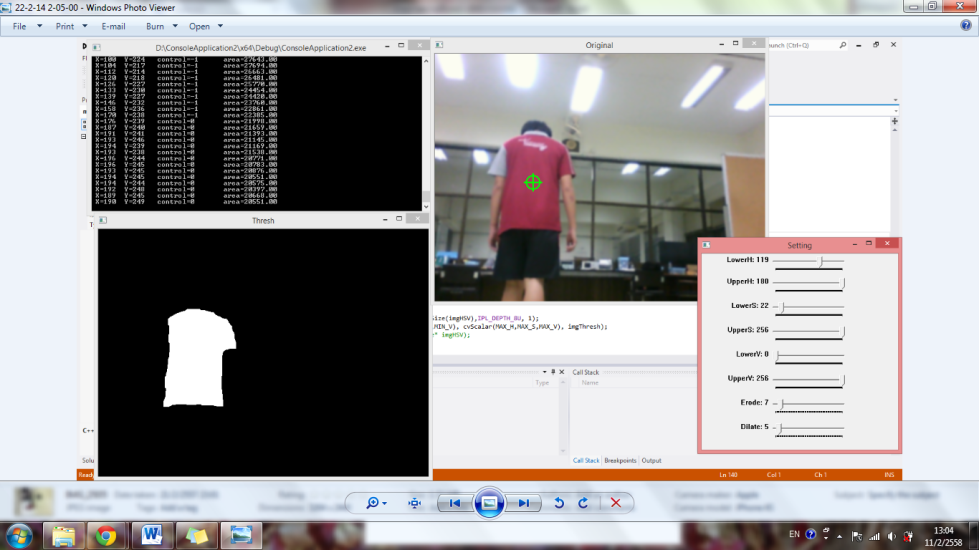 22-2-14 2-05-00 - Windows Photo Viewer
File Print E-mail Burn Open
D:\ConsoleApplication2\x64\Debug\ConsoleApplication2.exe
X=100 Y=224 control=-1 area=27643.00
X=104 Y=217 control=-1 area=27694.00
X=112 Y=214 control=-1 area=26663.00
X=120 Y=218 control=-1 area=26481.00
X=126 Y=227 control=-1 area=25770.00
X=133 Y=230 control=-1 area=24454.00
X=139 Y=227 control=-1 area=24420.00
X=146 Y=232 control=-1 area=23760.00
X=158 Y=236 control=-1 area=22861.00
X=170 Y=238 control=-1 area=22385.00
X=176 Y=239 control=0 area=21998.00
X=187 Y=240 control=0 area=21659.00
X=191 Y=241 control=0 area=21393.00
X=193 Y=246 control=0 area=21145.00
X=194 Y=239 control=0 area=21169.00
X=193 Y=238 control=0 area=21538.00
X=196 Y=244 control=0 area=20771.00
X=196 Y=245 control=0 area=20783.00
X=193 Y=245 control=0 area=20876.00
X=194 Y=245 control=0 area=20551.00
X=194 Y=244 control=0 area=20575.00
X=192 Y=248 control=0 area=20397.00
X=189 Y=245 control=0 area=20668.00
X=190 Y=249 control=0 area=20551.00
Original
unch (Ctrl+Q)
Thresh
Setting
LowerH: 119
UpperH: 180
LowerS: 22
UpperS: 256
LowerV: 0
UpperV: 256
Erode: 7
Dilate: 5
size(imgHSV),IPL_DEPTH_8U, 1);
MIN_V), cvScalar(MAX_H,MAX_S,MAX_V), imgThresh);
* imgHSV);
Type
Call Stack
Name
C++
Solu
Call Stack Breakpoints Output
Ready
Ln 140 Col 1 Ch 1 INS
EN
13:04
11/2/2558